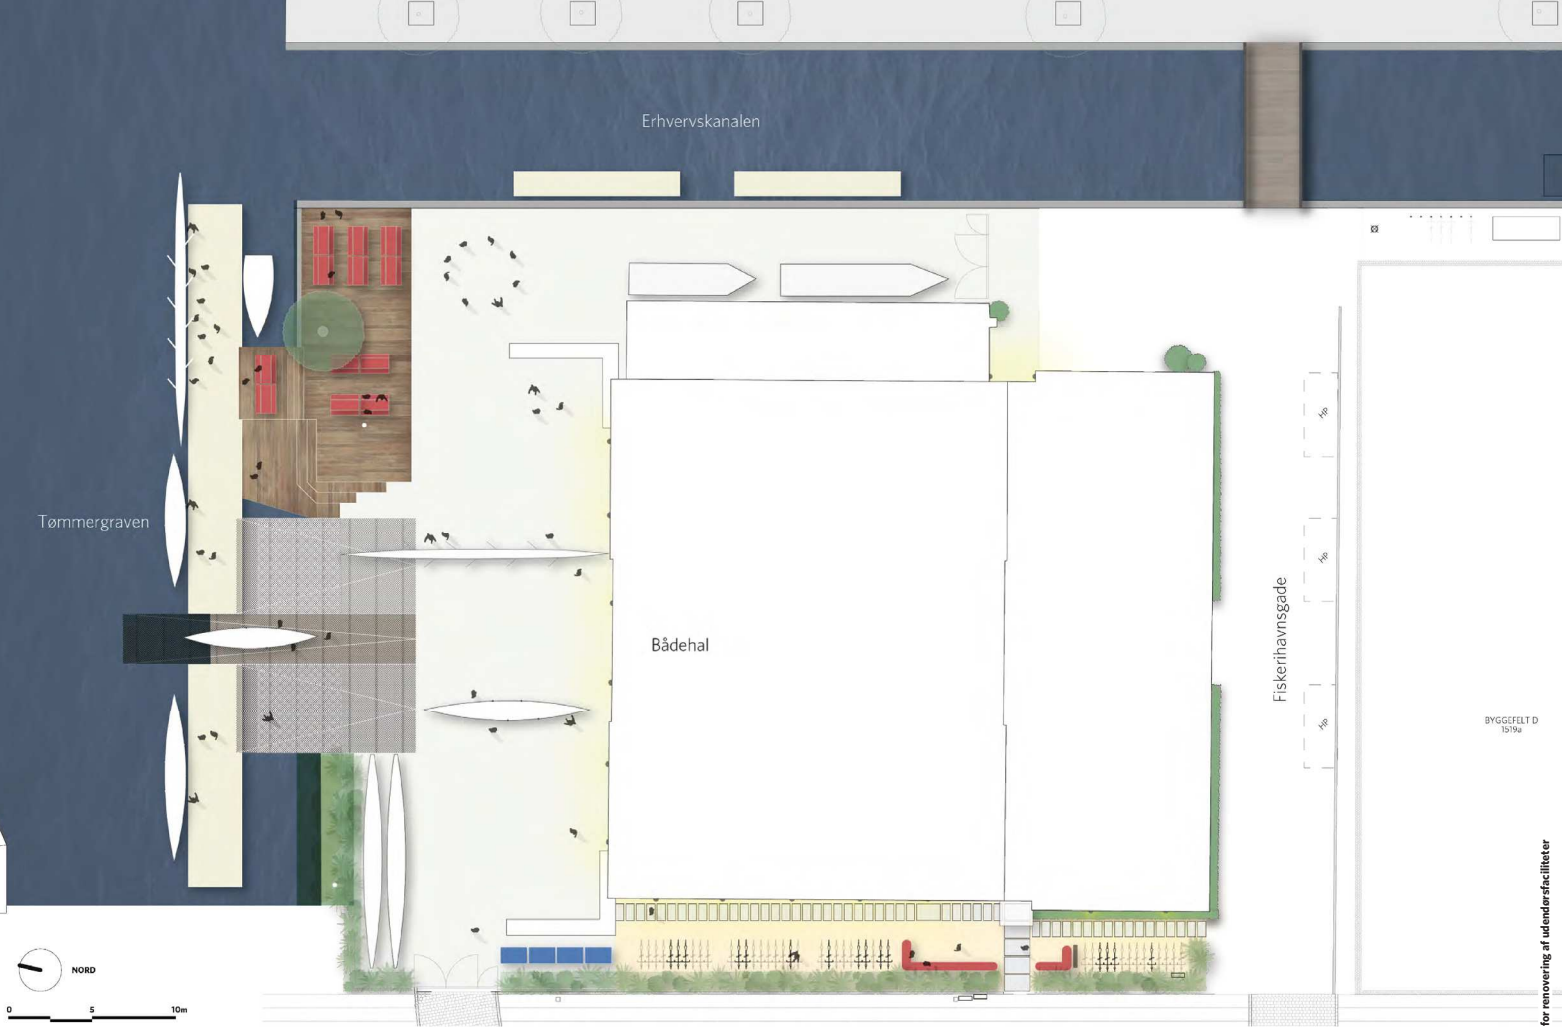 Erhvervskanalen
Tømmergraven
Bådehal
Fiskerihavnsgade
HP
HP
HP
BYGGEFELT D
1519a
for renovering af udendørsfaciliteter
NORD
0 5 10m